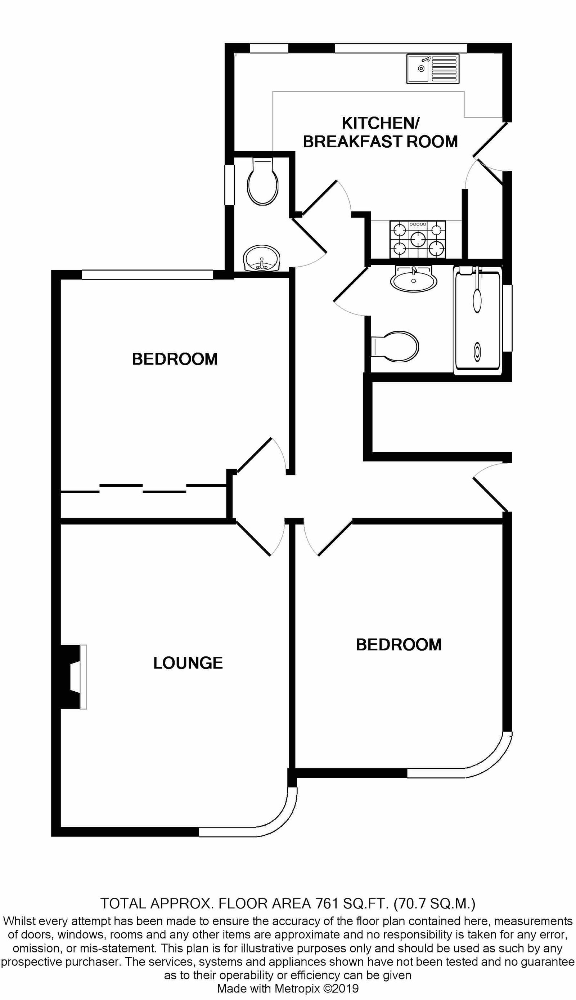 KITCHEN/
BREAKFAST ROOM
BEDROOM
BEDROOM
LOUNGE
TOTAL APPROX. FLOOR AREA 761 SQ.FT. (70.7 SQ.M.)
Whilst every attempt has been made to ensure the accuracy of the floor plan contained here, measurements
of doors, windows, rooms and any other items are approximate and no responsibility is taken for any error,
omission, or mis-statement. This plan is for illustrative purposes only and should be used as such by any
prospective purchaser. The services, systems and appliances shown have not been tested and no guarantee
as to their operability or efficiency can be given
Made with Metropix ©2019